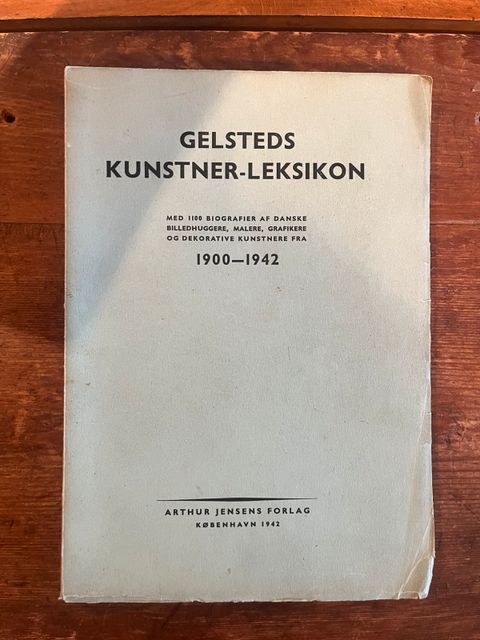 GELSTEDS
KUNSTNER-LEKSIKON
MED 1100 BIOGRAFIER AF DANSKE
BILLEDHUGGERE, MALERE, GRAFIKERE
OG DEKORATIVE KUNSTNERE FRA
1900—1942
ARTHUR JENSENS FORLAG
KØBENHAVN 1942